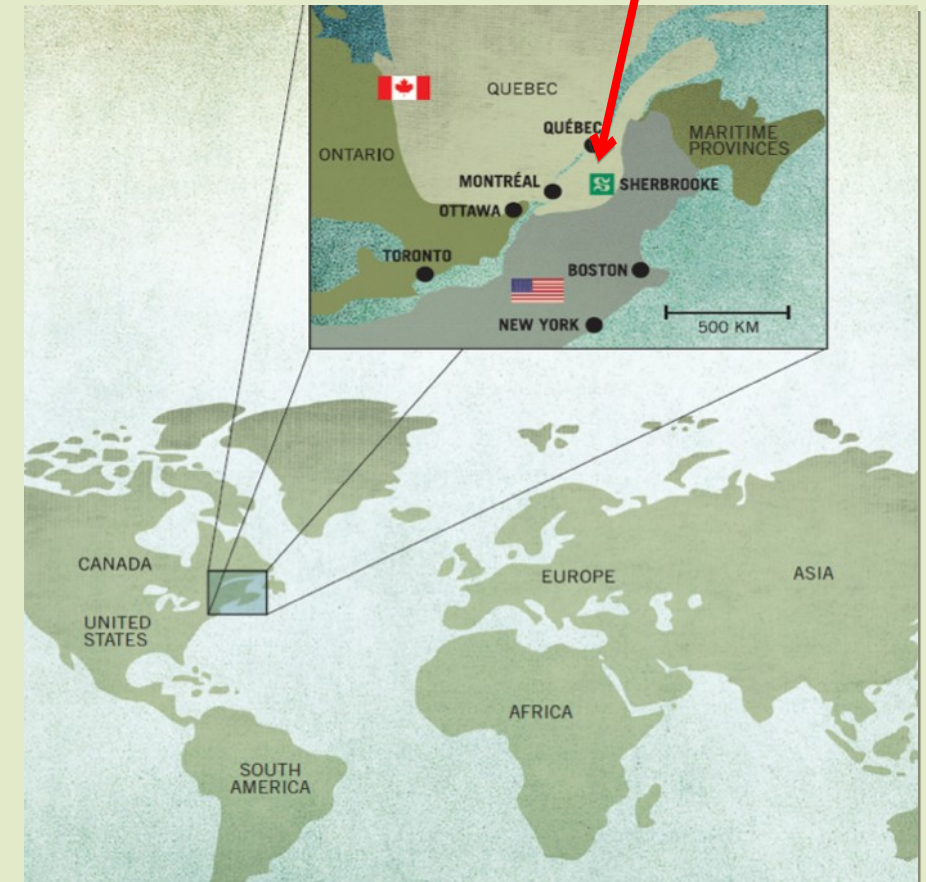 QUEBEC
QUÉBEC
MARITIME
PROVINCES
ONTARIO
MONTRÉAL
S SHERBROOKE
OTTAWA
TORONTO
BOSTON
NEW YORK
500 KM
CANADA
EUROPE
ASIA
UNITED
STATES
AFRICA
SOUTH
AMERICA